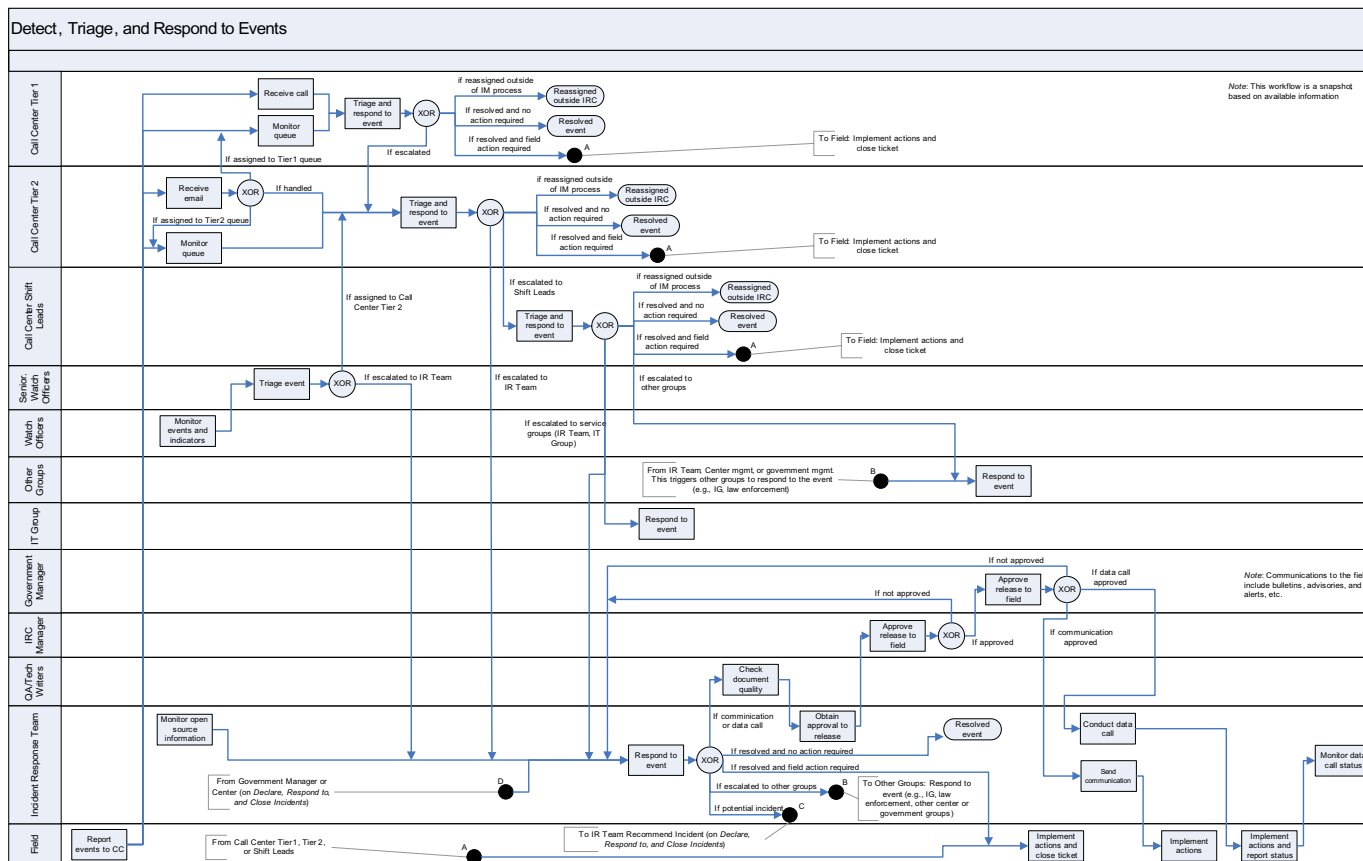 Detect, Triage, and Respond to Events
Call Center Tier 1
Receive call
Monitor
queue
If assigned to Tier1 queue
Triage and
respond to
event
XOR
If escalated
if reassigned outside
of IM process
Reassigned
outside IRC
If resolved and no
action required
Resolved
event
If resolved and field
action required
A
To Field: Implement actions and
close ticket
Note: This workflow is a snapshot
based on available information
Call Center Tier 2
Receive
email
XOR
If handled
If assigned to Tier2 queue
Monitor
queue
Triage and
respond to
event
XOR
if reassigned outside
of IM process
Reassigned
outside IRC
If resolved and no
action required
Resolved
event
If resolved and field
action required
A
To Field: Implement actions and
close ticket
Call Center Shift
Leads
If assigned to Call
Center Tier 2
If escalated to
Shift Leads
Triage and
respond to
event
XOR
if reassigned outside
of IM process
Reassigned
outside IRC
If resolved and no
action required
Resolved
event
If resolved and field
action required
A
To Field: Implement actions and
close ticket
Senior.
Watch
Officers
Triage event
XOR
If escalated to IR Team
If escalated to
IR Team
If escalated to
other groups
Watch
Officers
Monitor
events and
indicators
If escalated to service
groups (IR Team, IT
Group)
Other
Groups
From IR Team, Center mgmt, or government mgmt.
This triggers other groups to respond to the event
(e.g., IG, law enforcement)
B
Respond to
event
IT Group
Respond to
event
Government
Manager
If not approved
If not approved
Approve
release to
field
XOR
If data call
approved
Note: Communications to the fiel
include bulletins, advisories, and
alerts, etc.
IRC
Manager
Approve
release to
field
XOR
If approved
If communication
approved
QA/Tech
Writers
Check
document
quality
Incident Response Team
Monitor open
source
information
From Government Manager or
Center (on Declare, Respond to,
and Close Incidents)
D
Respond to
event
XOR
If comminication
or data call
Obtain
approval to
release
If resolved and no action required
Resolved
event
If resolved and field action required
If escalated to other groups
B
To Other Groups: Respond to
event (e.g., IG, law
enforcement, other center or
government groups)
If potential incident
C
Conduct data
call
Send
communication
Monitor data
call status
Field
Report
events to CC
From Call Center Tier1, Tier2,
or Shift Leads
A
To IR Team Recommend Incident (on Declare,
Respond to, and Close Incidents)
Implement
actions and
close ticket
Implement
actions
Implement
actions and
report status